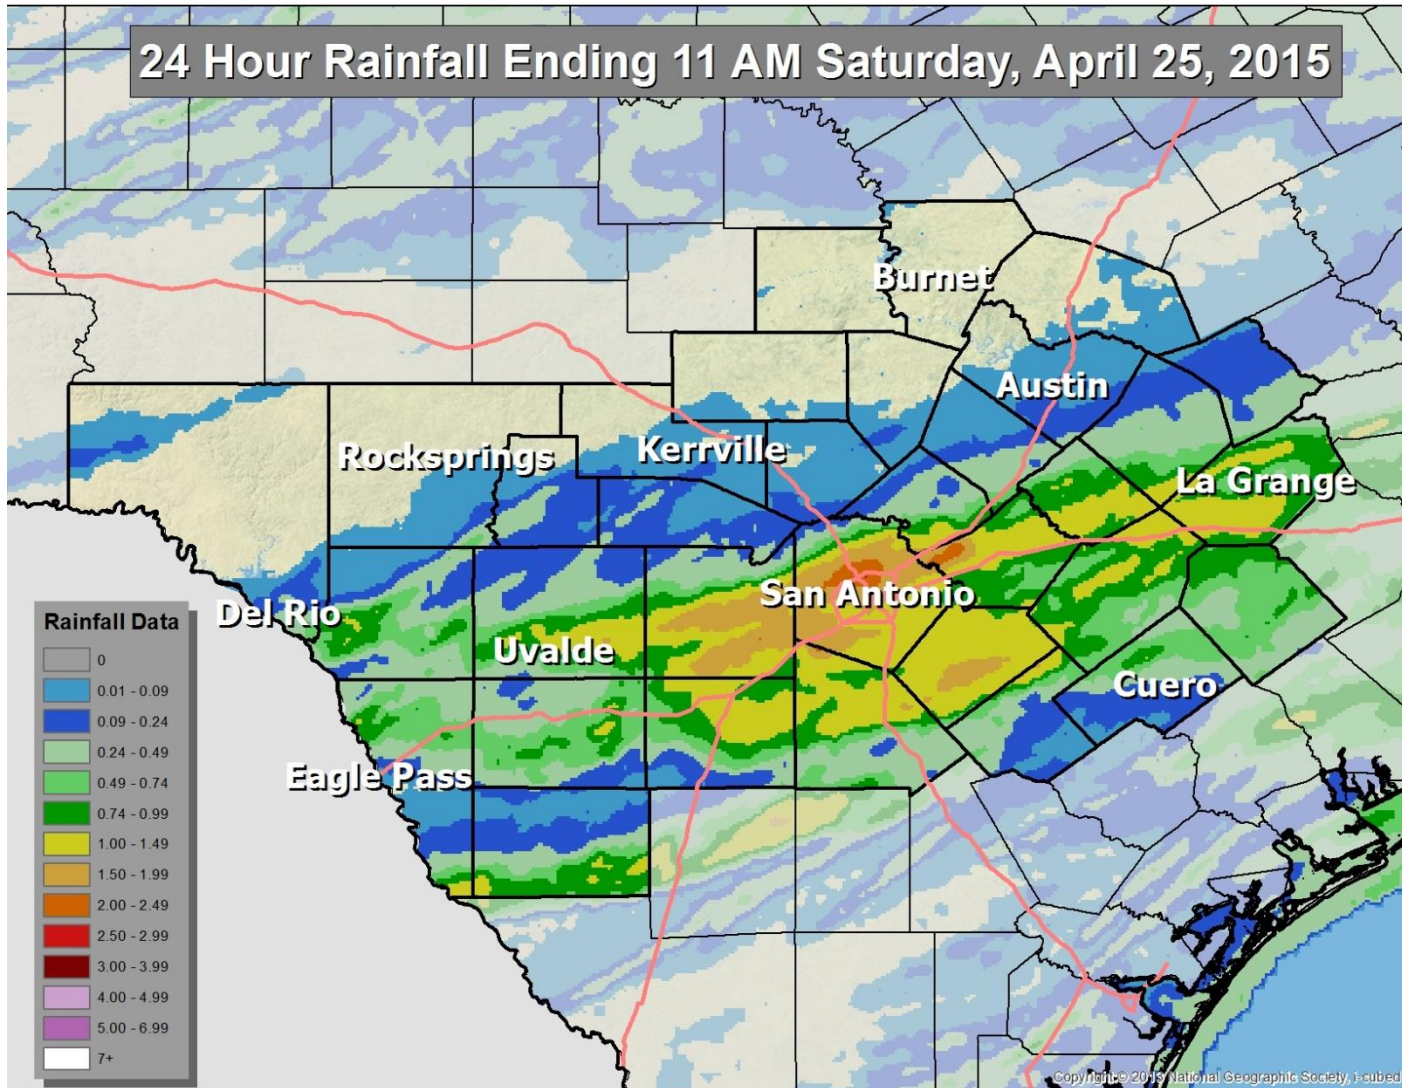 24 Hour Rainfall Ending 11 AM Saturday, April 25, 2015
Burnet
Austin
Rocksprings
Kerrville
La Grange
San Antonio
Del Rio
Uvalde
Cuero
Eagle Pass
Rainfall Data
0
0.01 - 0.09
0.09 - 0.24
0.24 - 0.49
0.49 - 0.74
0.74 - 0.99
1.00 - 1.49
1.50 - 1.99
2.00 - 2.49
2.50 - 2.99
3.00 - 3.99
4.00 - 4.99
5.00 - 6.99
7+
Copyright:© 2013 National Geographic Society, i-cubed